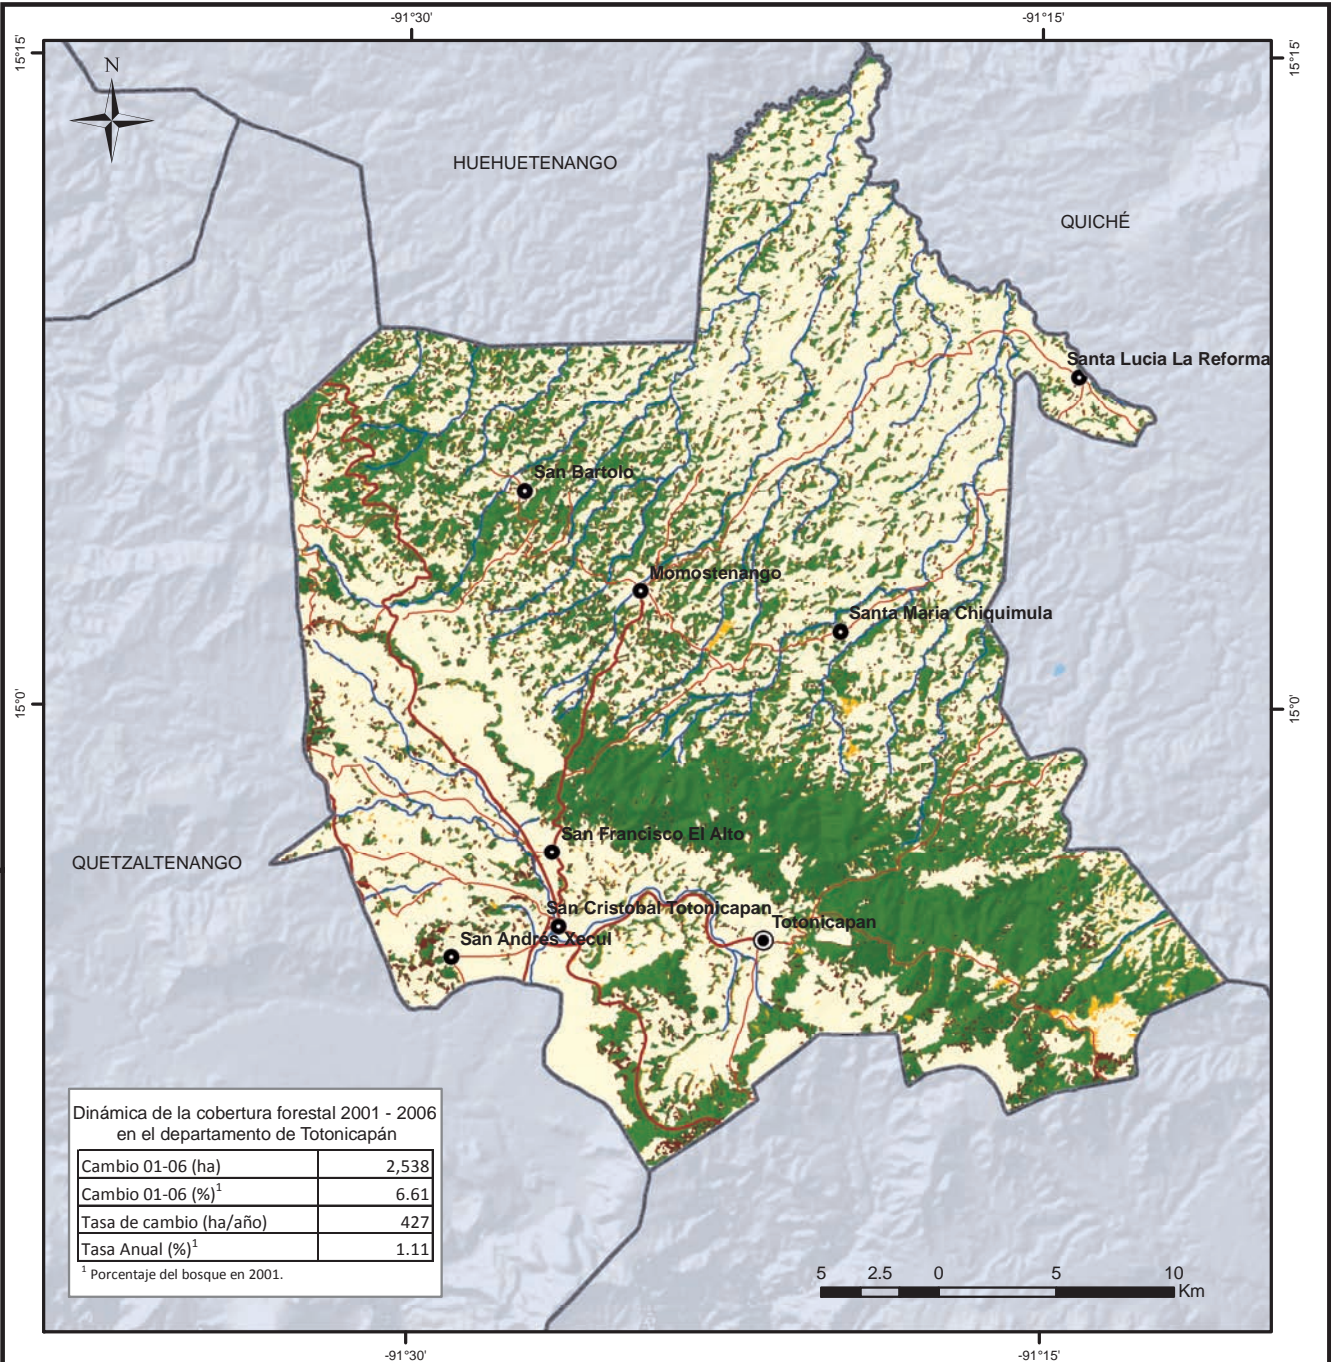 -91°30'
-91°15'
15°15'
15°15'
N
HUEHUETENANGO
QUICHÉ
Santa Lucia La Reforma
San Bartolo
Momostenango
Santa Maria Chiquimula
15°0'
15°0'
San Francisco El Alto
QUETZALTENANGO
San Cristobal Totonicapan
Totonicapan
San Andres Xecul
Dinámica de la cobertura forestal 2001 - 2006
en el departamento de Totonicapán
Cambio 01-06 (ha) 2,538
Cambio 01-06 (%)¹ 6.61
Tasa de cambio (ha/año) 427
Tasa Anual (%)¹ 1.11
¹ Porcentaje del bosque en 2001.
5 2.5 0 5 10
Km
-91°30'
-91°15'